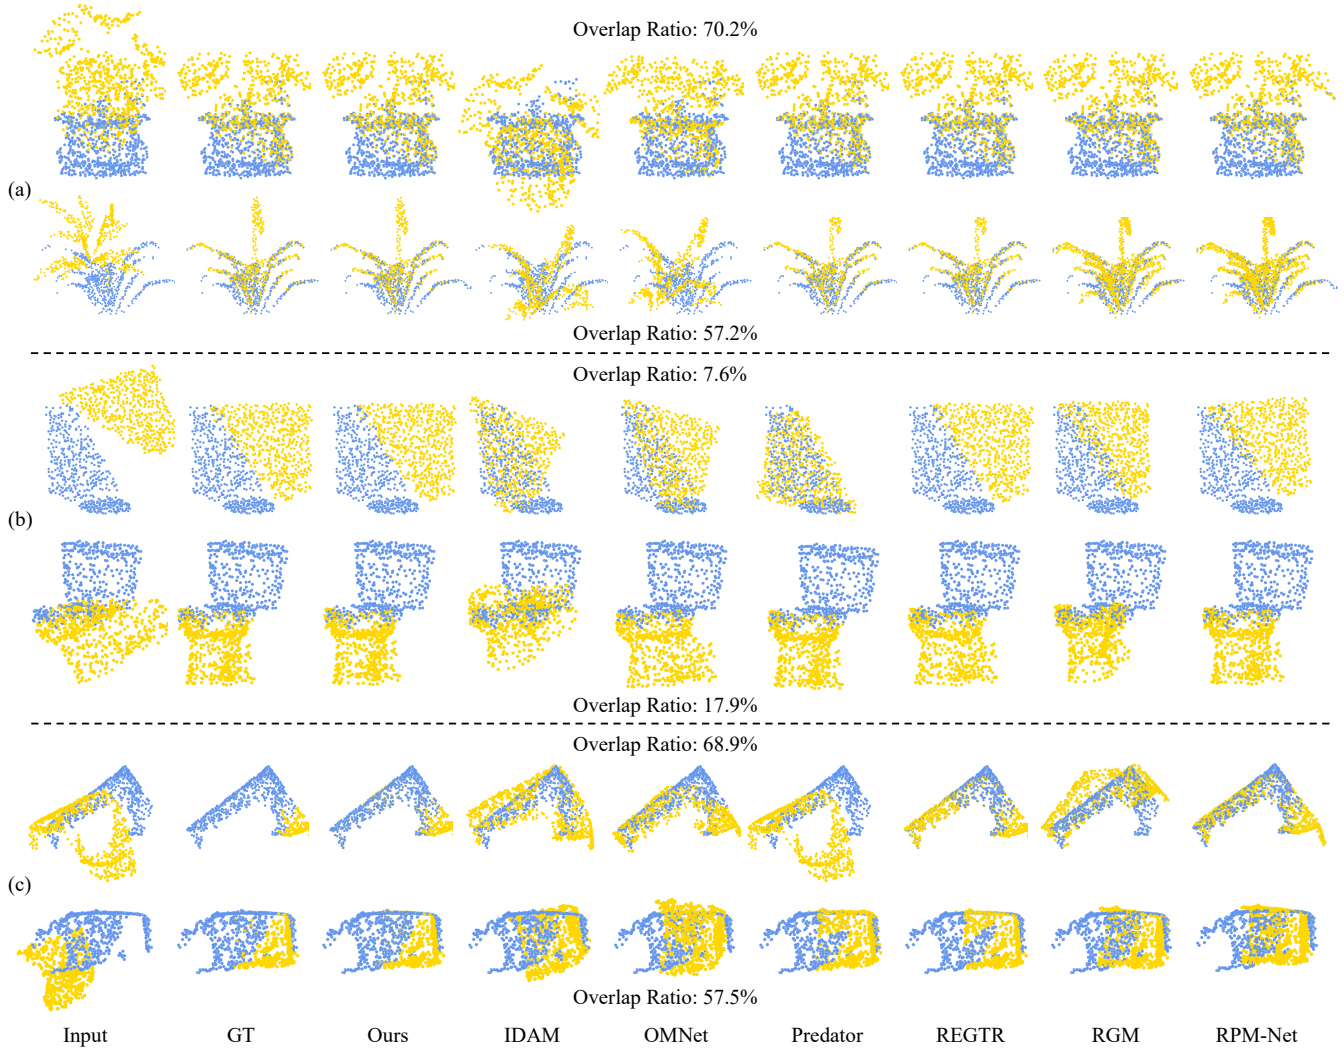 Overlap Ratio: 70.2%
(a)
Overlap Ratio: 57.2%
Overlap Ratio: 7.6%
(b)
Overlap Ratio: 17.9%
Overlap Ratio: 68.9%
(c)
Overlap Ratio: 57.5%
Input GT Ours IDAM OMNet Predator REGTR RGM RPM-Net